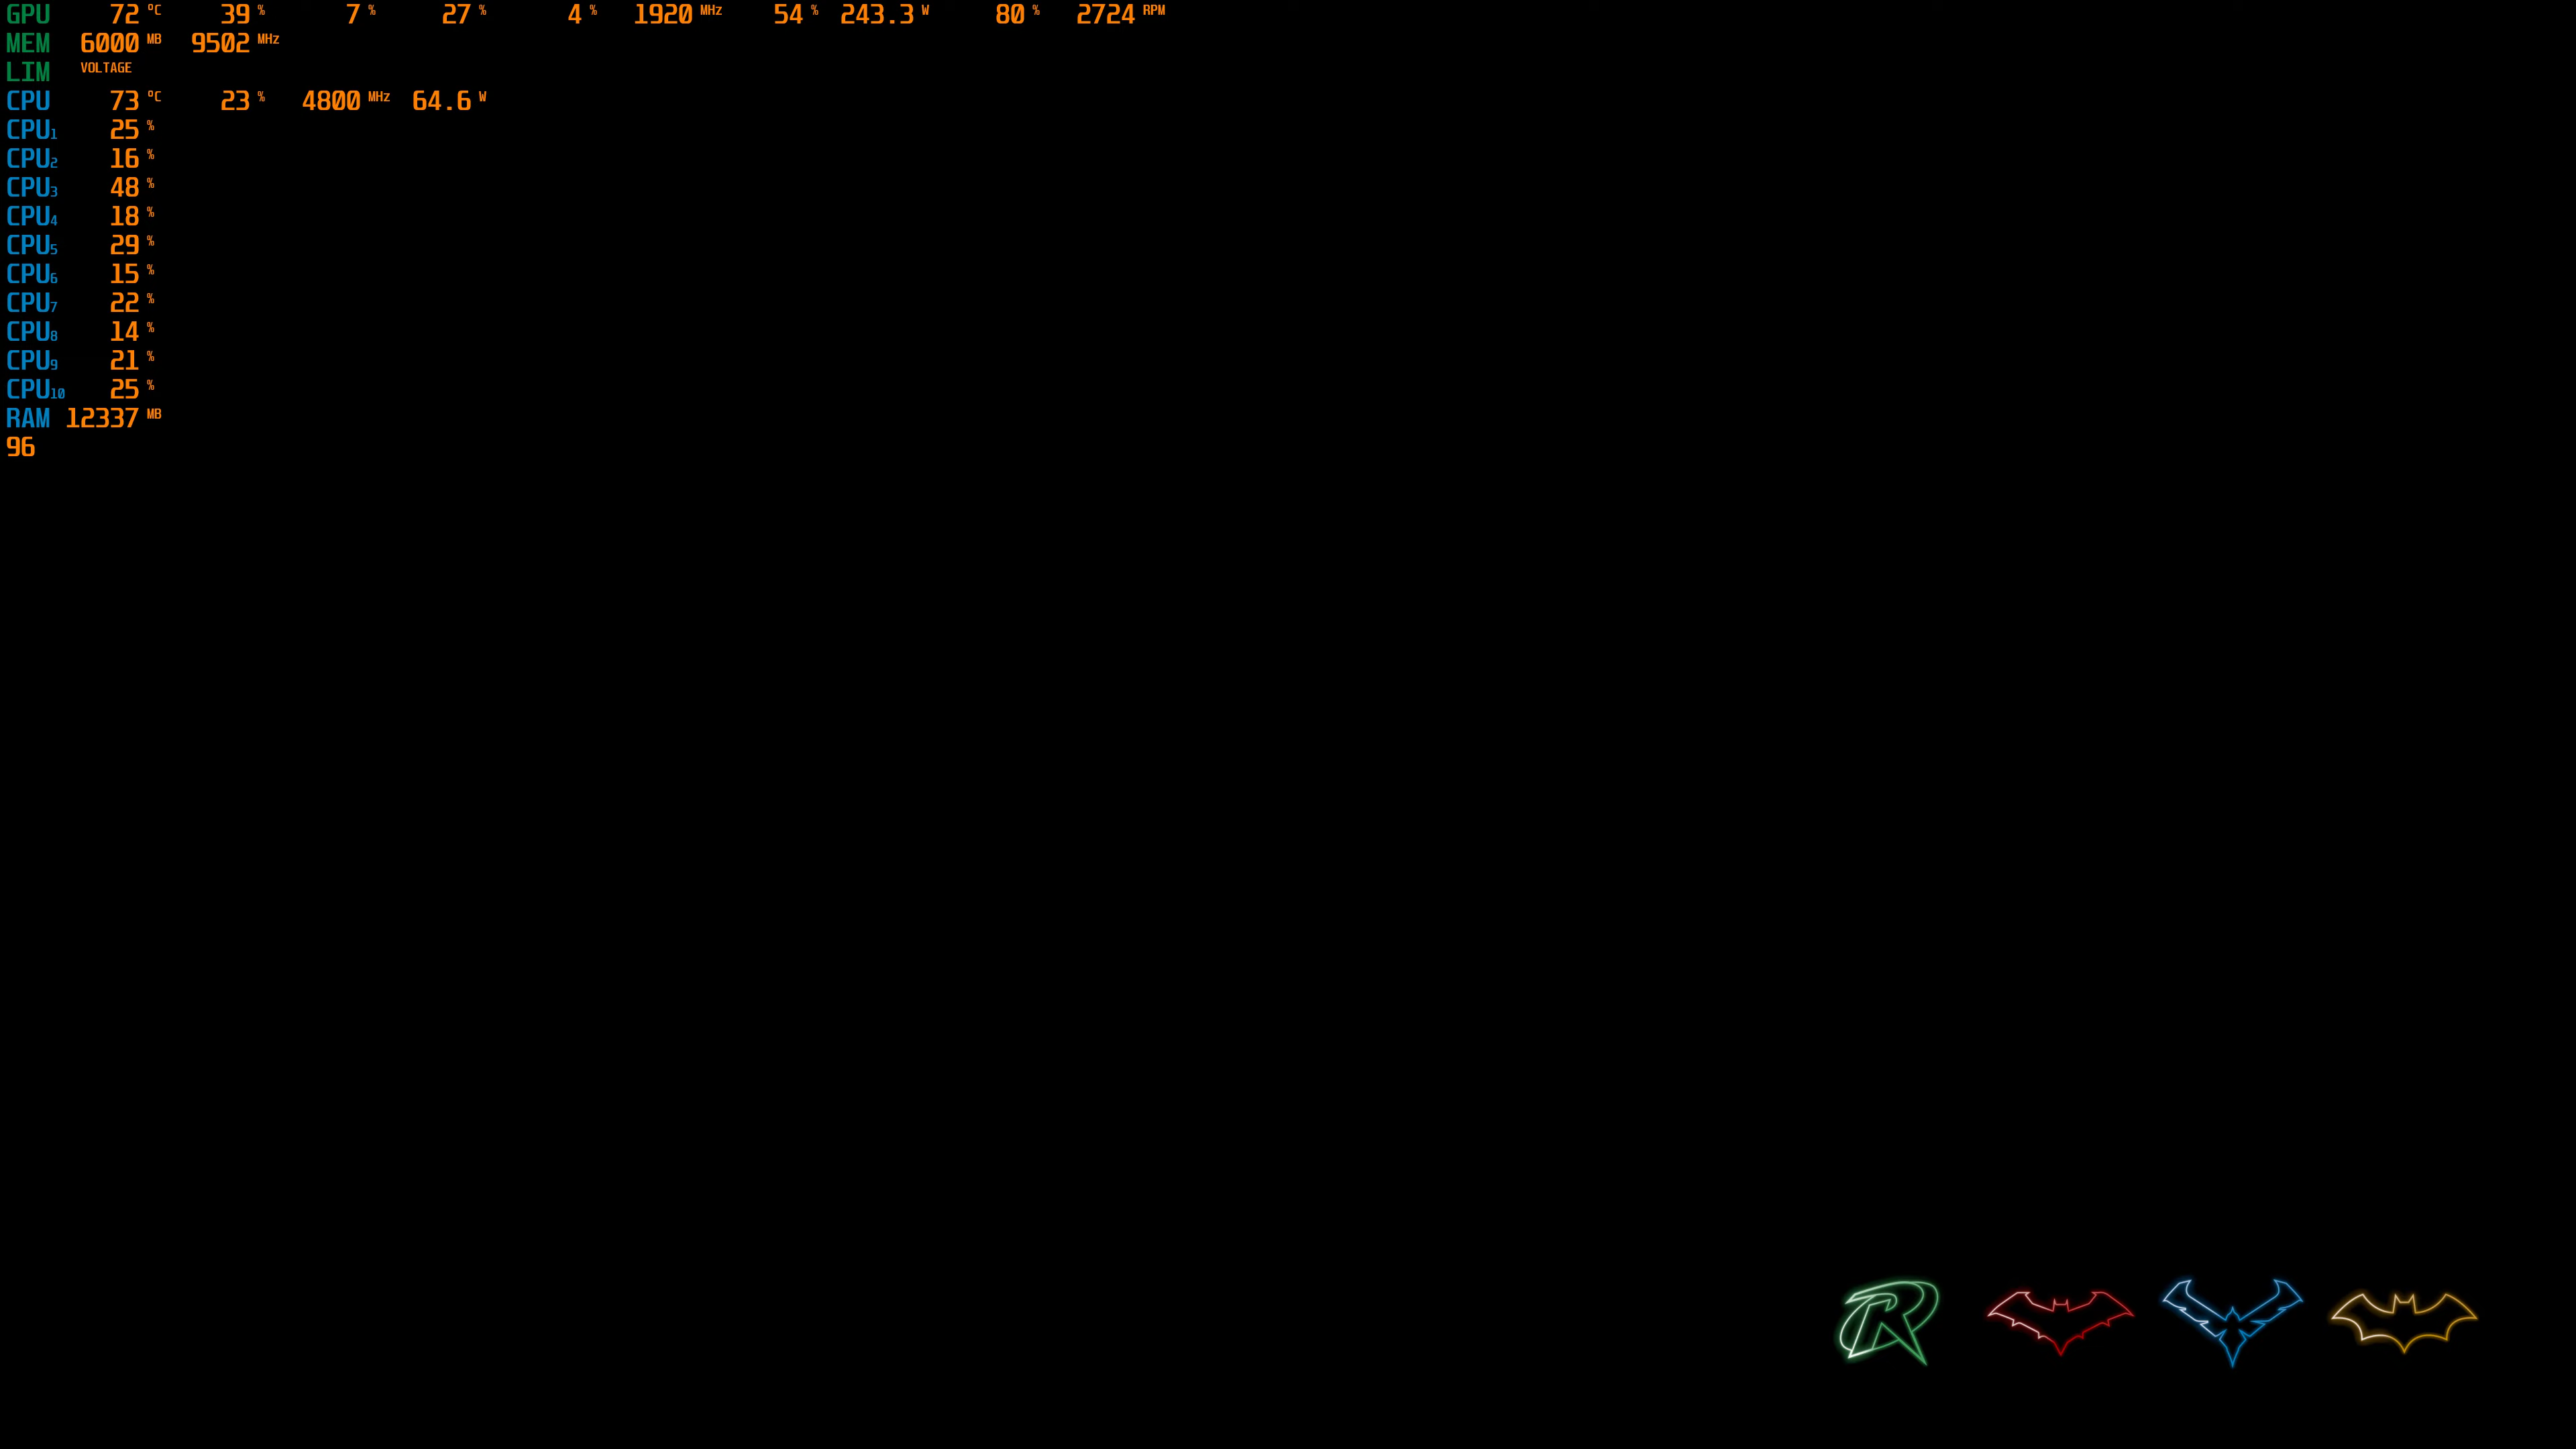 GPU 72 °C 39 % 7 % 27 % 4 % 1920 MHz 54 % 243.3 W 80 % 2724 RPM
MEM 6000 MB 9502 MHz
LIM VOLTAGE
CPU 73 °C 23 % 4800 MHz 64.6 W
CPU1 25 %
CPU2 16 %
CPU3 48 %
CPU4 18 %
CPU5 29 %
CPU6 15 %
CPU7 22 %
CPU8 14 %
CPU9 21 %
CPU10 25 %
RAM 12337 MB
96
R